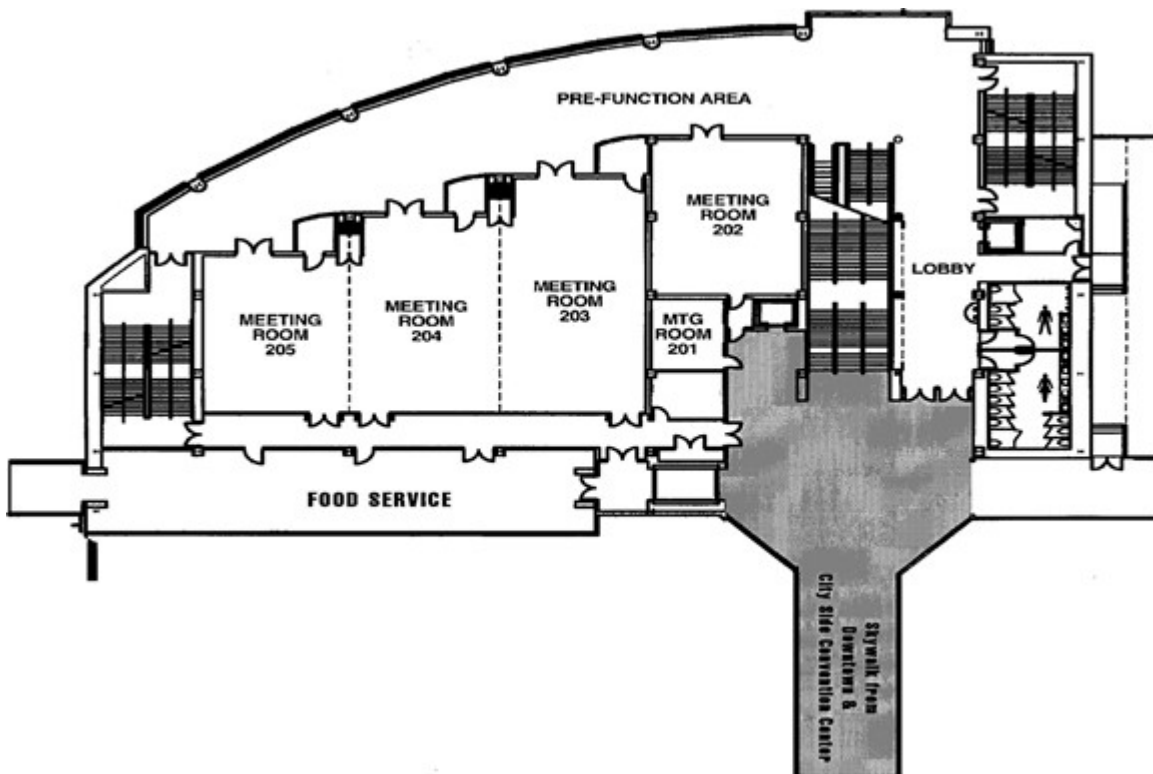 PRE-FUNCTION AREA
MEETING
ROOM
202
MEETING
ROOM
203
MEETING
ROOM
204
MEETING
ROOM
205
MTG
ROOM
201
LOBBY
FOOD SERVICE
Skywalk from
Downtown &
City Side Convention Center